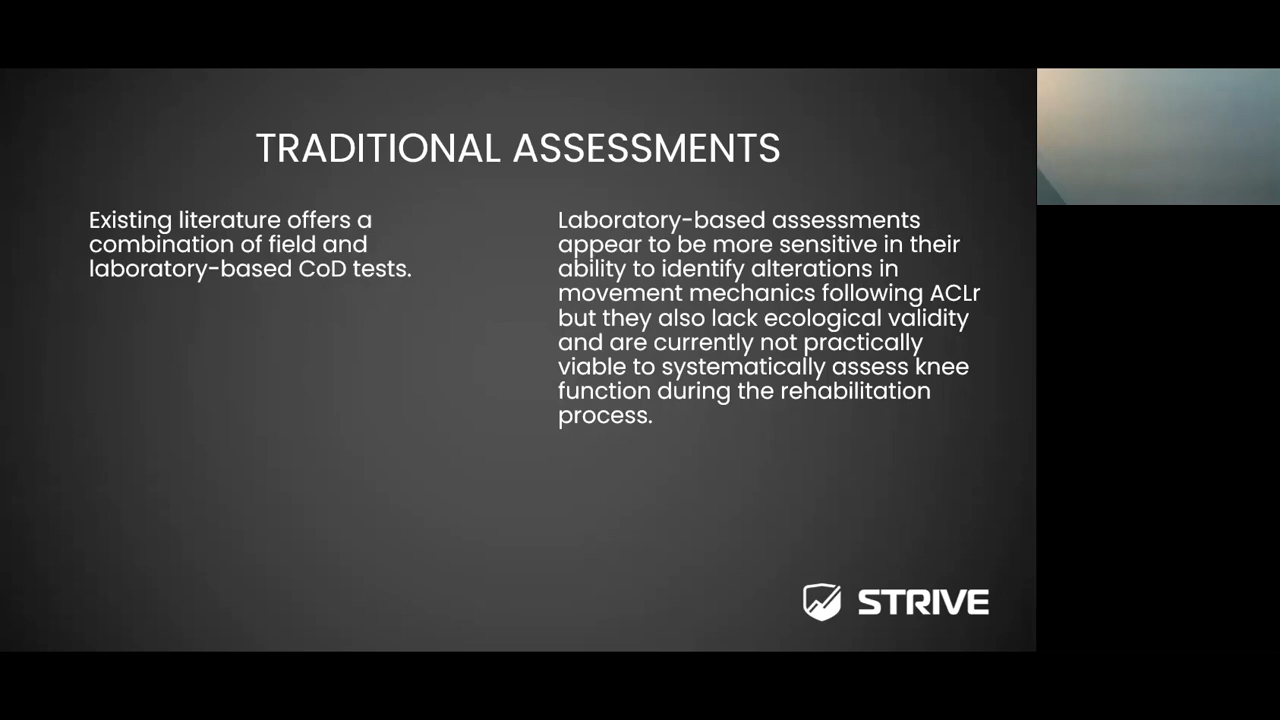 TRADITIONAL ASSESSMENTS
Existing literature offers a
combination of field and
laboratory-based CoD tests.
Laboratory-based assessments
appear to be more sensitive in their
ability to identify alterations in
movement mechanics following ACLr
but they also lack ecological validity
and are currently not practically
viable to systematically assess knee
function during the rehabilitation
process.
STRIVE